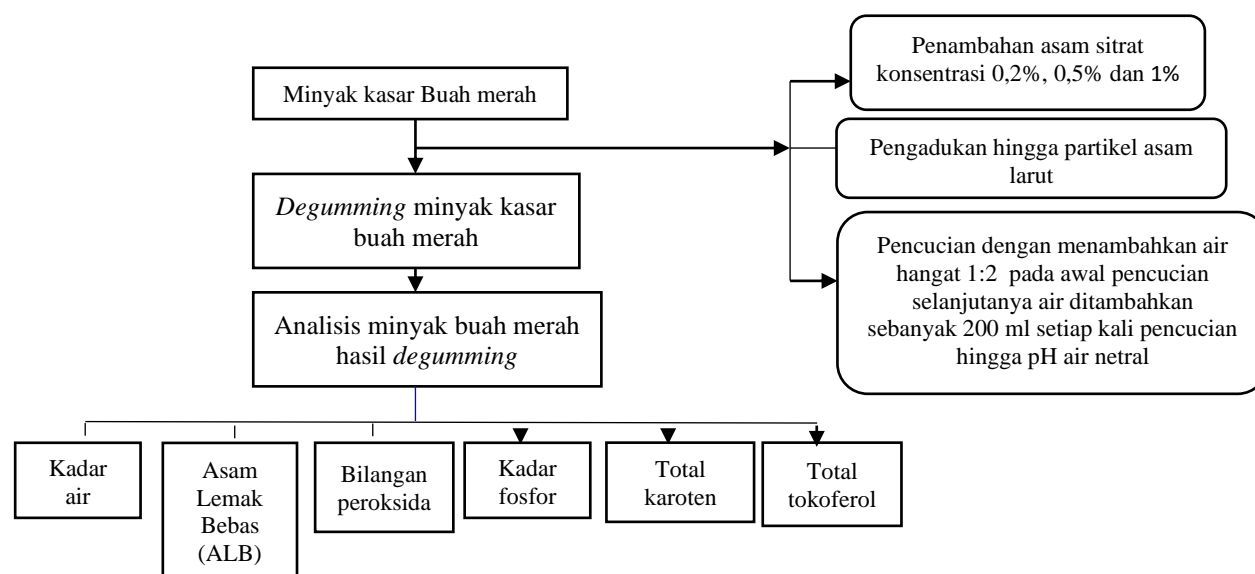 Minyak kasar Buah merah
Penambahan asam sitrat
konsentrasi 0,2%, 0,5% dan 1%
Pengadukan hingga partikel asam
larut
Degumming minyak kasar
buah merah
Pencucian dengan menambahkan air
hangat 1:2 pada awal pencucian
selanjutanya air ditambahkan
sebanyak 200 ml setiap kali pencucian
hingga pH air netral
Analisis minyak buah merah
hasil degumming
Kadar
air
Asam
Lemak
Bebas
(ALB)
Bilangan
peroksida
Kadar
fosfor
Total
karoten
Total
tokoferol